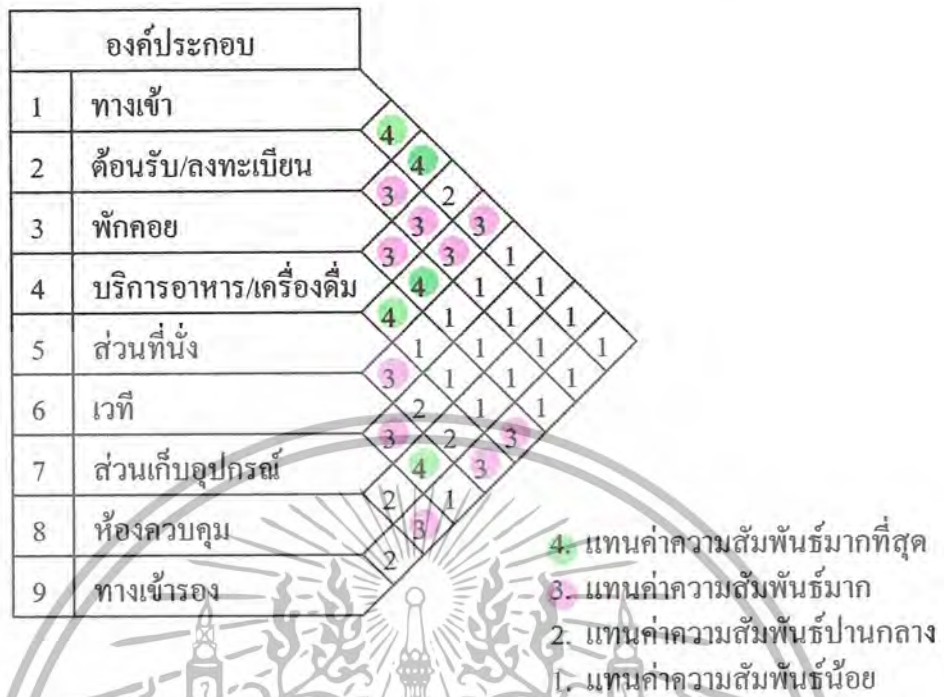 องค์ประกอบ
1 ทางเข้า
4
2 ต้อนรับ/ลงทะเบียน 4
3 2
3 พักคอย 3 3
3 3 1
4 บริการอาหาร/เครื่องดื่ม 4 1 1
4 1 1 1
5 ส่วนที่นั่ง 1 1 1 1
3 1 1 1
6 เวที 2 1 1
3 2 3
7 ส่วนเก็บอุปกรณ์ 4 3
2 1
8 ห้องควบคุม 3
2
9 ทางเข้ารอง
4. แทนค่าความสัมพันธ์มากที่สุด
3. แทนค่าความสัมพันธ์มาก
2. แทนค่าความสัมพันธ์ปานกลาง
1. แทนค่าความสัมพันธ์น้อย